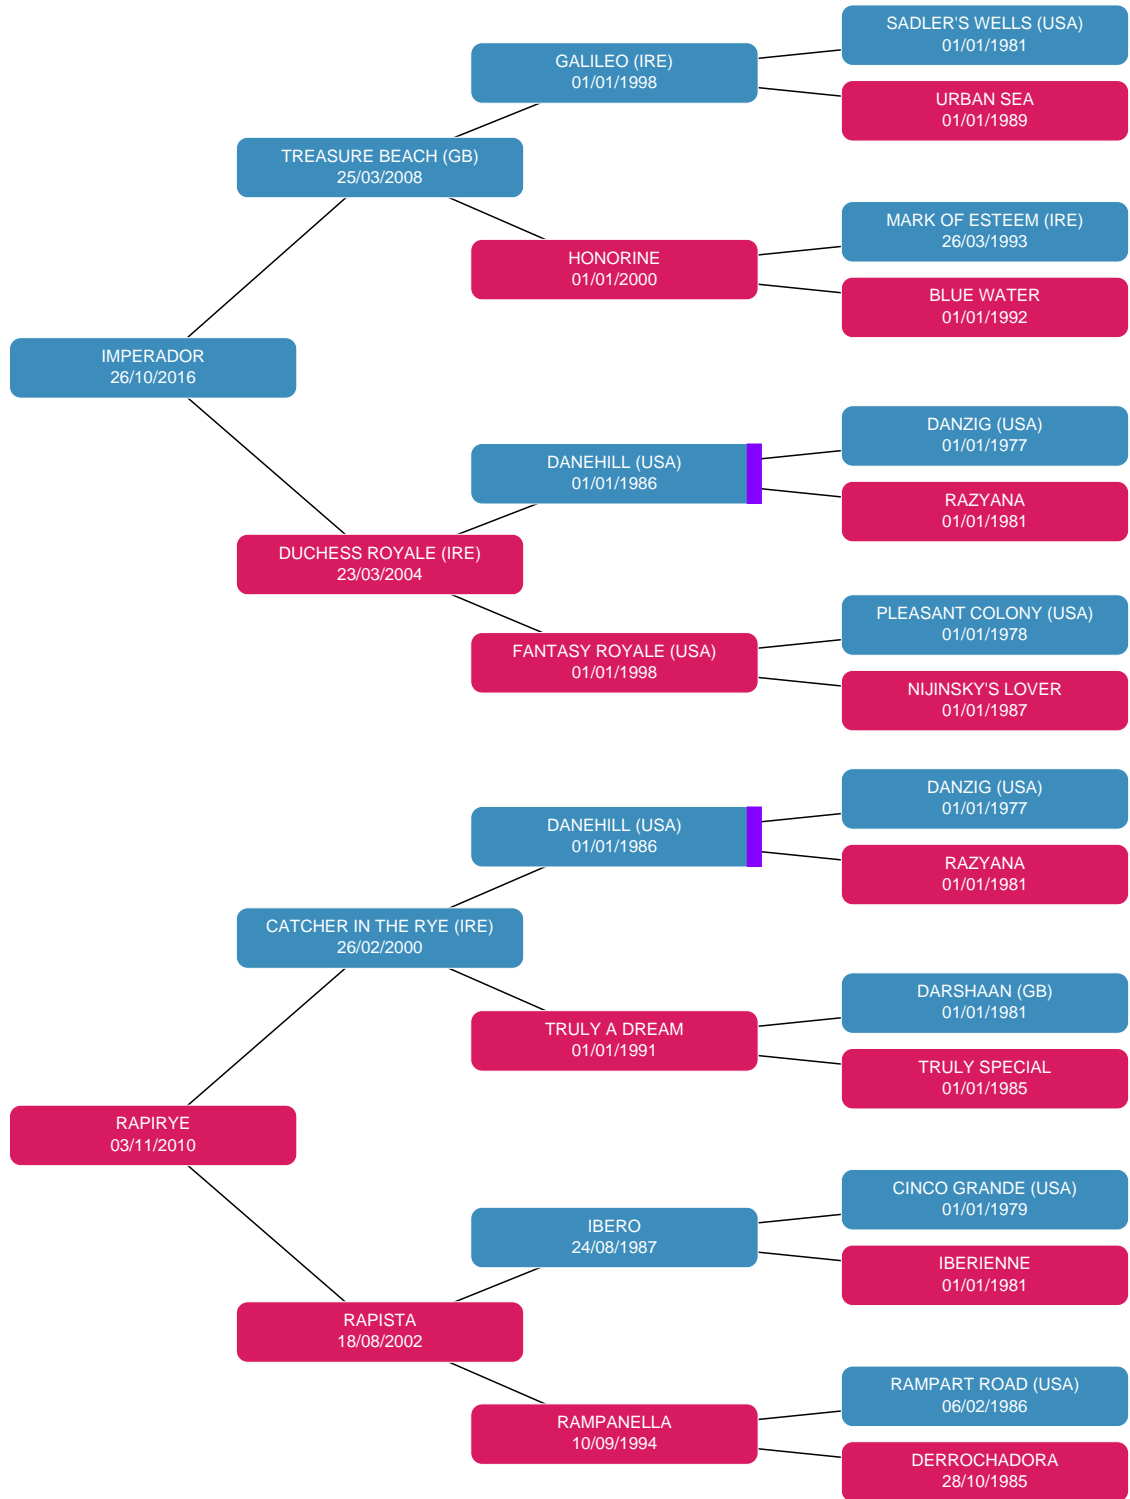 SADLER'S WELLS (USA)
01/01/1981
GALILEO (IRE)
01/01/1998
URBAN SEA
01/01/1989
TREASURE BEACH (GB)
25/03/2008
MARK OF ESTEEM (IRE)
26/03/1993
HONORINE
01/01/2000
BLUE WATER
01/01/1992
IMPERADOR
26/10/2016
DANZIG (USA)
01/01/1977
DANEHILL (USA)
01/01/1986
RAZYANA
01/01/1981
DUCHESS ROYALE (IRE)
23/03/2004
PLEASANT COLONY (USA)
01/01/1978
FANTASY ROYALE (USA)
01/01/1998
NIJINSKY'S LOVER
01/01/1987
DANZIG (USA)
01/01/1977
DANEHILL (USA)
01/01/1986
RAZYANA
01/01/1981
CATCHER IN THE RYE (IRE)
26/02/2000
DARSHAAN (GB)
01/01/1981
TRULY A DREAM
01/01/1991
TRULY SPECIAL
01/01/1985
RAPIRYE
03/11/2010
CINCO GRANDE (USA)
01/01/1979
IBERO
24/08/1987
IBERIENNE
01/01/1981
RAPISTA
18/08/2002
RAMPART ROAD (USA)
06/02/1986
RAMPANELLA
10/09/1994
DERROCHADORA
28/10/1985